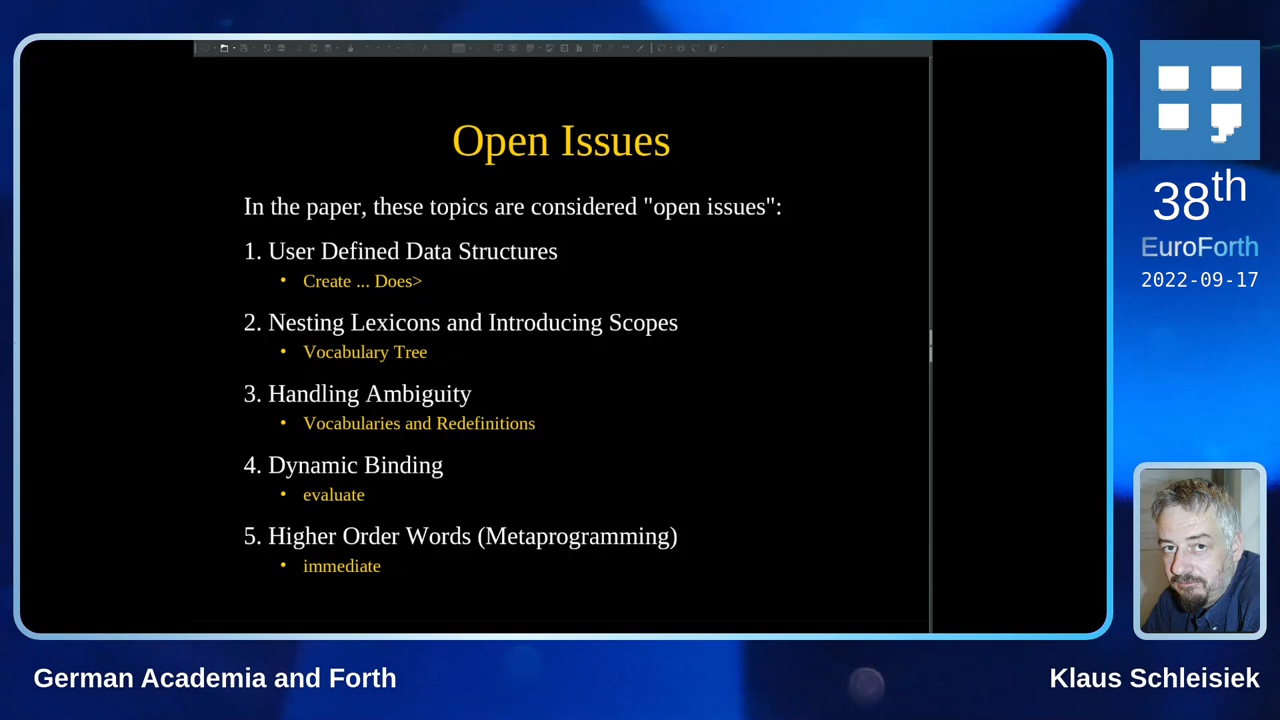 Open Issues
In the paper, these topics are considered "open issues":
1. User Defined Data Structures
• Create ... Does>
2. Nesting Lexicons and Introducing Scopes
• Vocabulary Tree
3. Handling Ambiguity
• Vocabularies and Redefinitions
4. Dynamic Binding
• evaluate
5. Higher Order Words (Metaprogramming)
• immediate
38th
EuroForth
2022-09-17
German Academia and Forth
Klaus Schleisiek